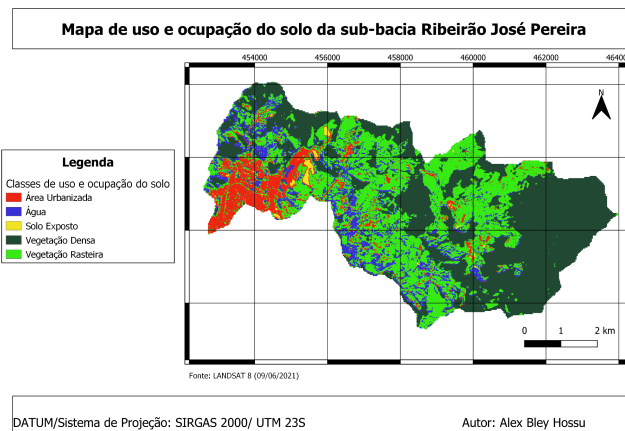 Mapa de uso e ocupação do solo da sub-bacia Ribeirão José Pereira
454000 456000 458000 460000 462000 4640
N
Legenda
Classes de uso e ocupação do solo
Área Urbanizada
Água
Solo Exposto
Vegetação Densa
Vegetação Rasteira
0 1 2 km
Fonte: LANDSAT 8 (09/06/2021)
DATUM/Sistema de Projeção: SIRGAS 2000/ UTM 23S Autor: Alex Bley Hossu